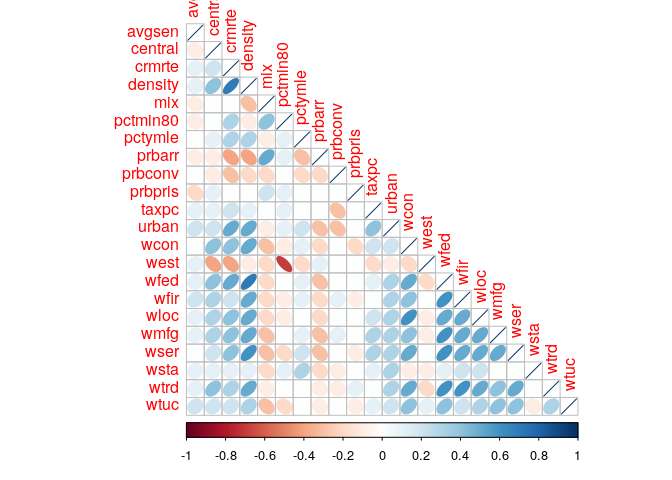 avgsen
central
crmrte
density
mix
pctmin80
pctymle
prbarr
prbconv
prbpris
taxpc
urban
wcon
west
wfed
wfir
wloc
wmfg
wser
wsta
wtrd
wtuc
crmrte
density
mix
pctmin80
pctymle
prbarr
prbconv
prbpris
taxpc
urban
wcon
west
wfed
wfir
wloc
wmfg
wser
wsta
wtrd
wtuc
-1 -0.8 -0.6 -0.4 -0.2 0 0.2 0.4 0.6 0.8 1